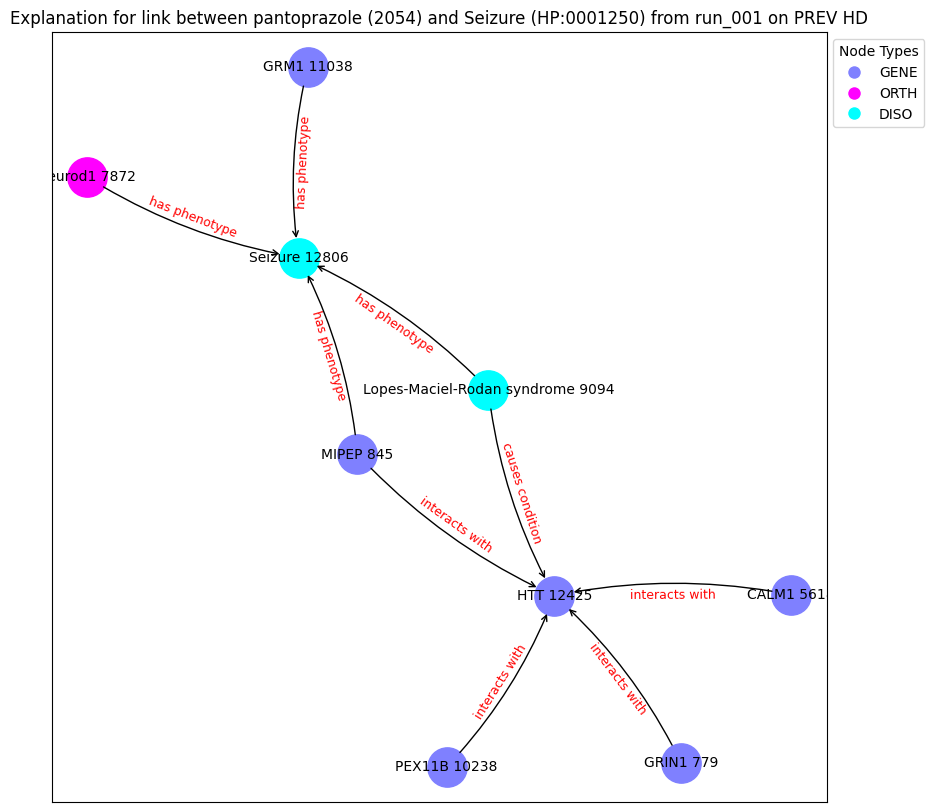 Explanation for link between pantoprazole (2054) and Seizure (HP:0001250) from run_001 on PREV HD
Node Types
GENE
ORTH
DISO
GRM1 11038
has phenotype
eurod1 7872
has phenotype
Seizure 12806
has phenotype
has phenotype
Lopes-Maciel-Rodan syndrome 9094
MIPEP 845
causes condition
interacts with
HTT 12425
interacts with
CALM1 561
interacts with
interacts with
PEX11B 10238
GRIN1 779